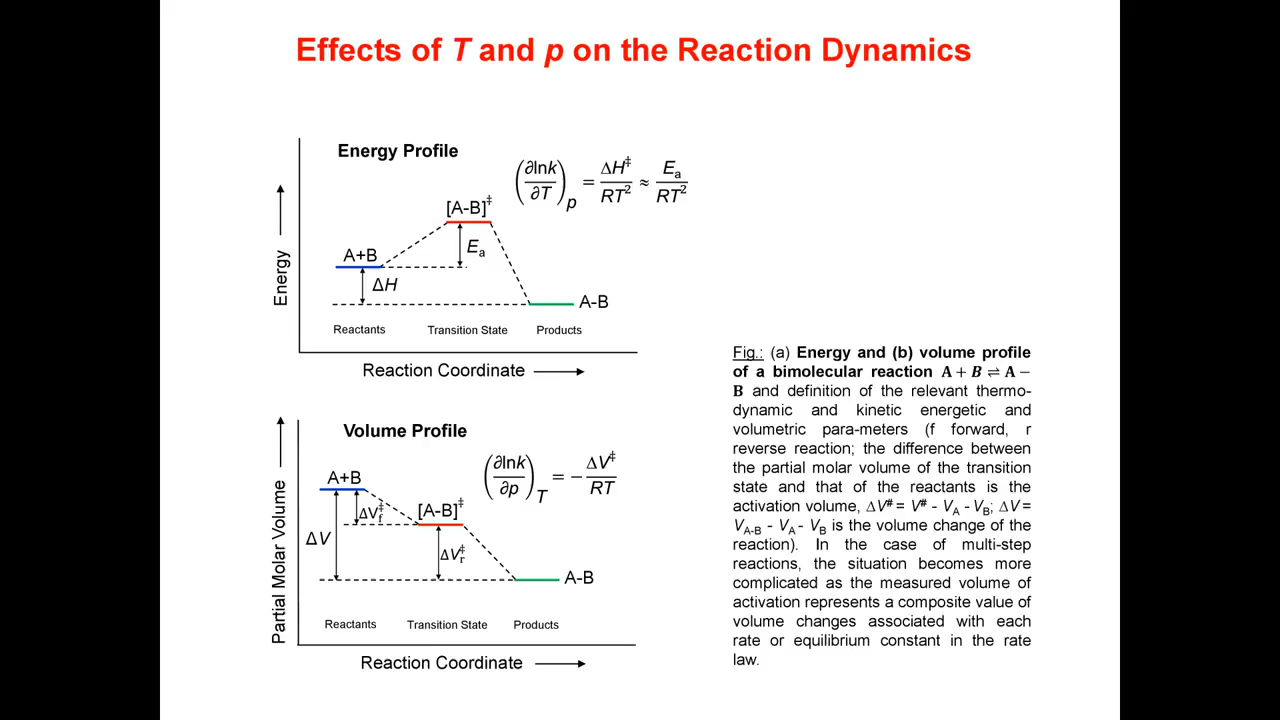 Effects of T and p on the Reaction Dynamics
Energy Profile
(∂lnk/∂T)p = ΔH‡/RT² ≈ Ea/RT²
[A-B]‡
A+B
Ea
ΔH
A-B
Energy
Reactants Transition State Products
Reaction Coordinate
Volume Profile
(∂lnk/∂p)T = −ΔV‡/RT
A+B
[A-B]‡
ΔVf‡
ΔV
ΔVr‡
A-B
Partial Molar Volume
Reactants Transition State Products
Reaction Coordinate
Fig.: (a) Energy and (b) volume profile
of a bimolecular reaction A + B ⇌ A −
B and definition of the relevant thermo-
dynamic and kinetic energetic and
volumetric para-meters (f forward, r
reverse reaction; the difference between
the partial molar volume of the transition
state and that of the reactants is the
activation volume, ΔV# = V# - VA - VB; ΔV =
VA-B - VA - VB is the volume change of the
reaction). In the case of multi-step
reactions, the situation becomes more
complicated as the measured volume of
activation represents a composite value of
volume changes associated with each
rate or equilibrium constant in the rate
law.